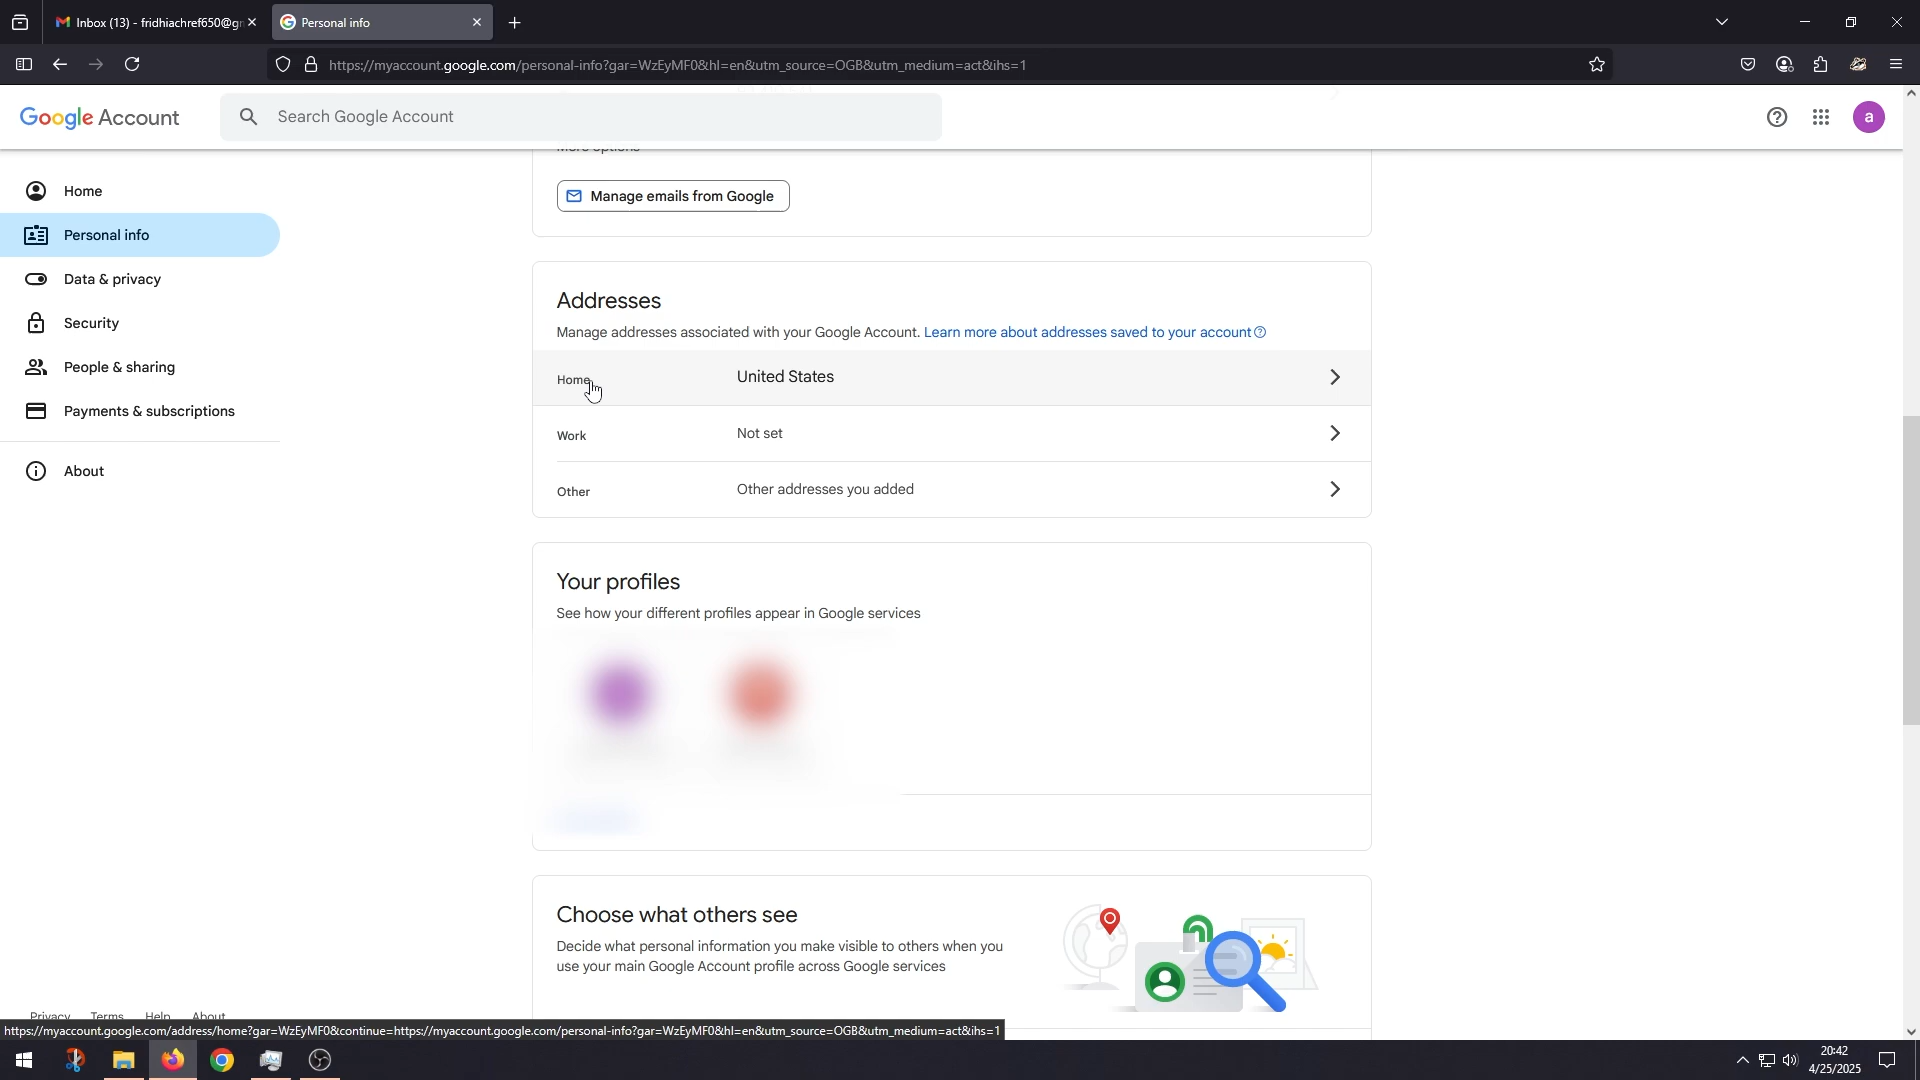 Inbox (13) - fridhiachref650@gr
Personal info
https://myaccount.google.com/personal-info?gar=WzEyMF0&hl=en&utm_source=OGB&utm_medium=act&ihs=1
Google Account
Search Google Account
a
Home
Personal info
Data & privacy
Security
People & sharing
Payments & subscriptions
About
More options
Manage emails from Google
Addresses
Manage addresses associated with your Google Account. Learn more about addresses saved to your account
Home United States
Work Not set
Other Other addresses you added
Your profiles
See how your different profiles appear in Google services
Choose what others see
Decide what personal information you make visible to others when you
use your main Google Account profile across Google services
Privacy Terms Help About
https://myaccount.google.com/address/home?gar=WzEyMF0&continue=https://myaccount.google.com/personal-info?gar=WzEyMF0&hl=en&utm_source=OGB&utm_medium=act&ihs=1
20:42
4/25/2025